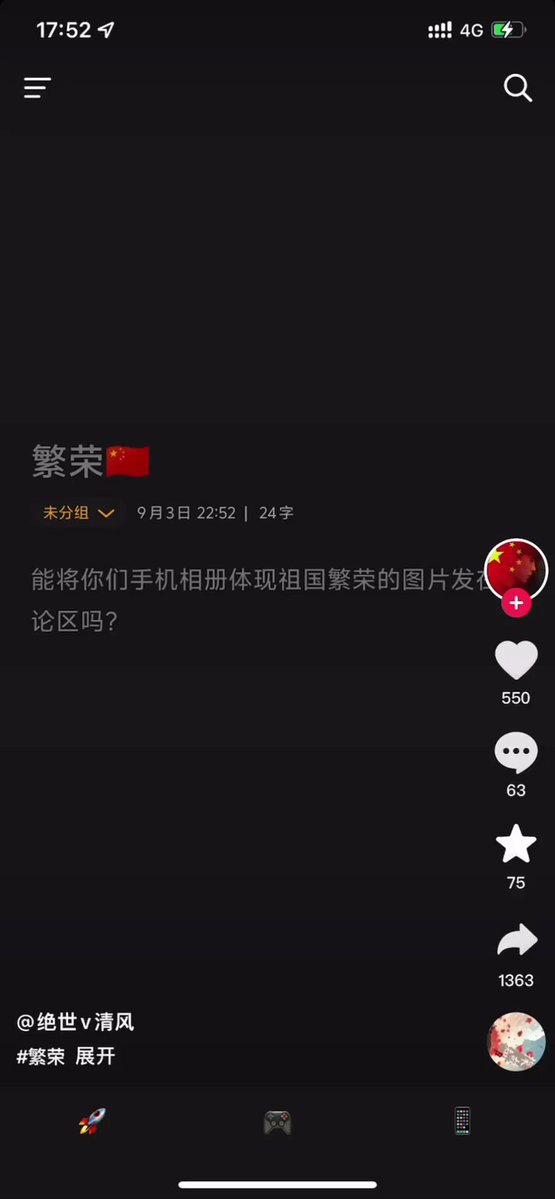 17:52
4G
繁荣🇨🇳
未分组 9月3日 22:52 | 24字
能将你们手机相册体现祖国繁荣的图片发在
论区吗？
550
63
75
1363
@绝世v清风
#繁荣 展开